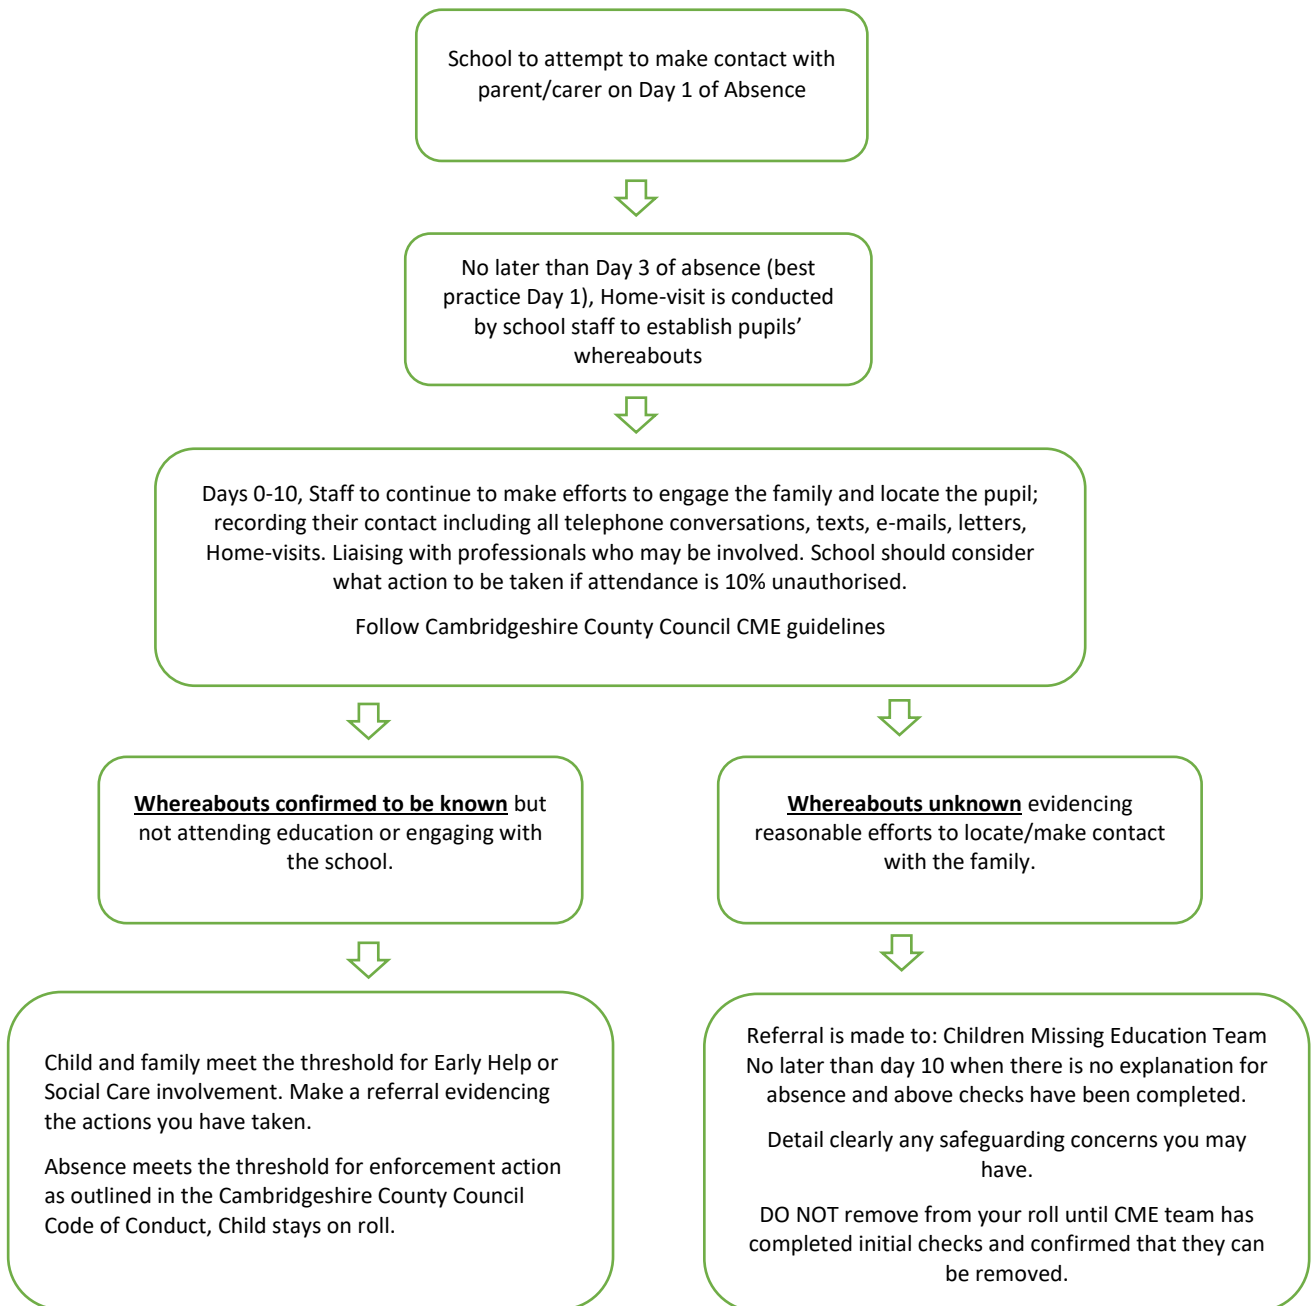 School to attempt to make contact with
parent/carer on Day 1 of Absence
No later than Day 3 of absence (best
practice Day 1), Home-visit is conducted
by school staff to establish pupils’
whereabouts
Days 0-10, Staff to continue to make efforts to engage the family and locate the pupil;
recording their contact including all telephone conversations, texts, e-mails, letters,
Home-visits. Liaising with professionals who may be involved. School should consider
what action to be taken if attendance is 10% unauthorised.
Follow Cambridgeshire County Council CME guidelines
Whereabouts confirmed to be known but
not attending education or engaging with
the school.
Whereabouts unknown evidencing
reasonable efforts to locate/make contact
with the family.
Child and family meet the threshold for Early Help or
Social Care involvement. Make a referral evidencing
the actions you have taken.
Absence meets the threshold for enforcement action
as outlined in the Cambridgeshire County Council
Code of Conduct, Child stays on roll.
Referral is made to: Children Missing Education Team
No later than day 10 when there is no explanation for
absence and above checks have been completed.
Detail clearly any safeguarding concerns you may
have.
DO NOT remove from your roll until CME team has
completed initial checks and confirmed that they can
be removed.